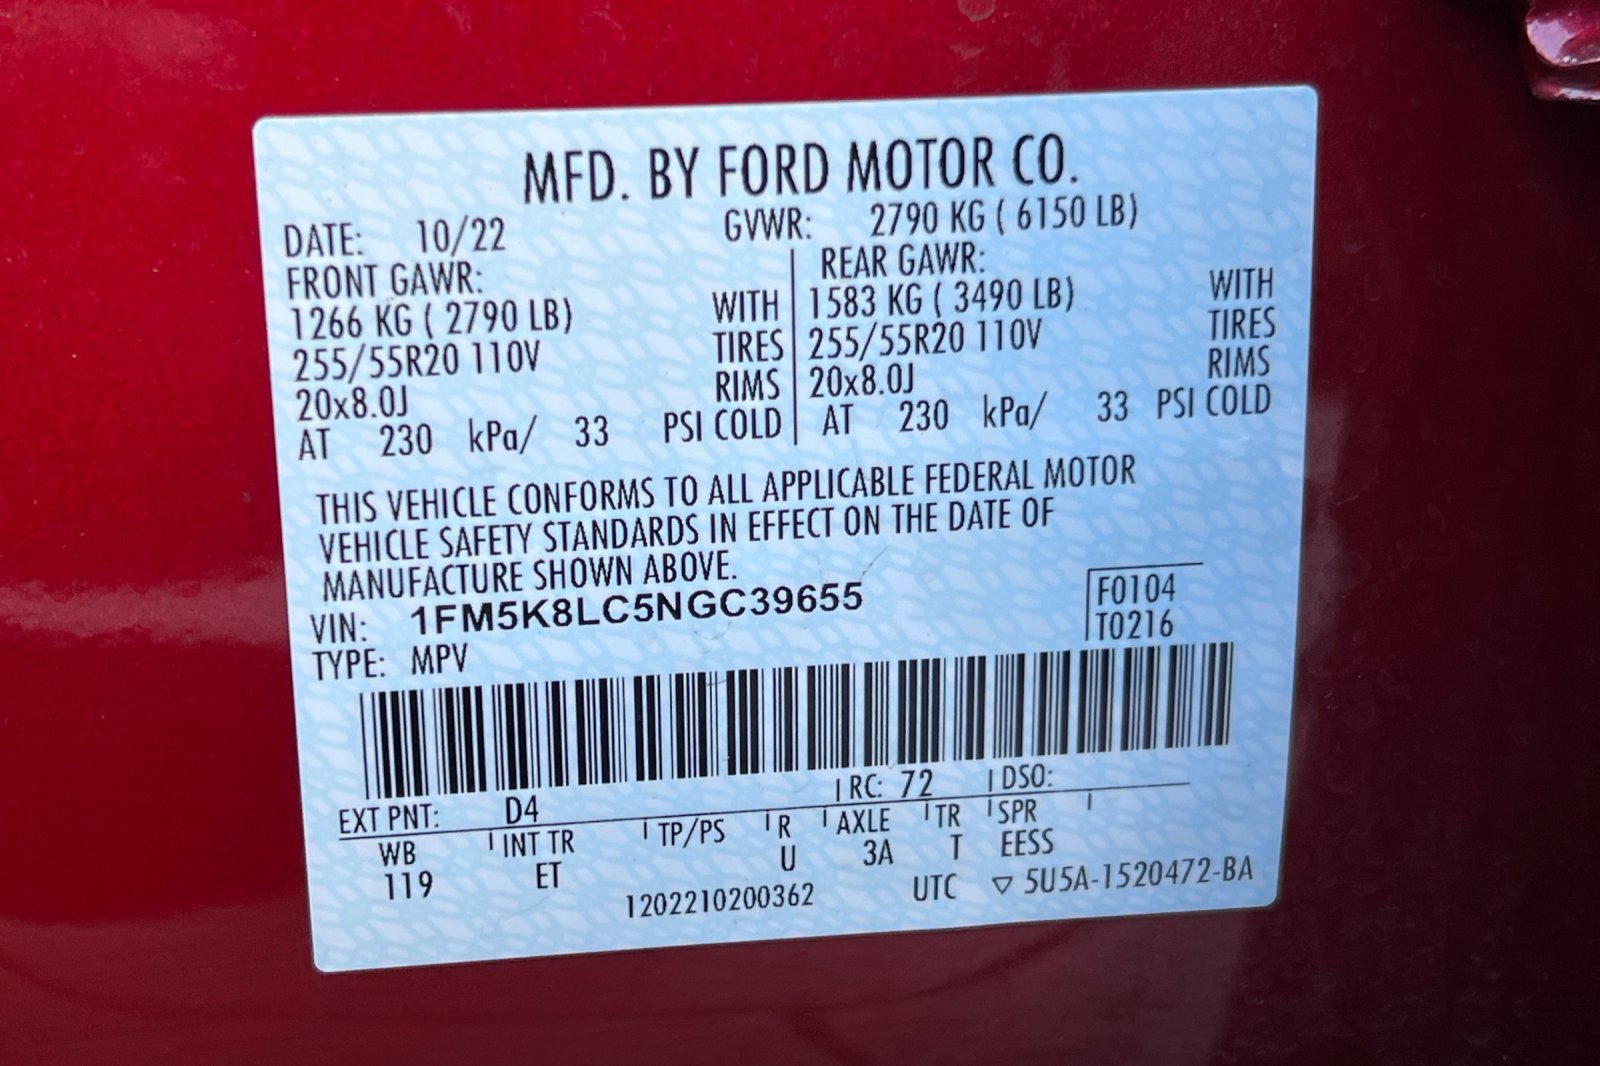 MFD. BY FORD MOTOR CO.
DATE: 10/22 GVWR: 2790 KG ( 6150 LB)
FRONT GAWR: REAR GAWR:
1266 KG ( 2790 LB) WITH 1583 KG ( 3490 LB) WITH
255/55R20 110V TIRES 255/55R20 110V TIRES
20x8.0J RIMS 20x8.0J RIMS
AT 230 kPa/ 33 PSI COLD AT 230 kPa/ 33 PSI COLD
THIS VEHICLE CONFORMS TO ALL APPLICABLE FEDERAL MOTOR
VEHICLE SAFETY STANDARDS IN EFFECT ON THE DATE OF
MANUFACTURE SHOWN ABOVE.
VIN: 1FM5K8LC5NGC39655 F0104
TYPE: MPV T0216
EXT PNT: D4 RC: 72 DSO:
WB INT TR TP/PS R AXLE TR SPR
119 ET U 3A T EESS
1202210200362 UTC ▽ 5U5A-1520472-BA